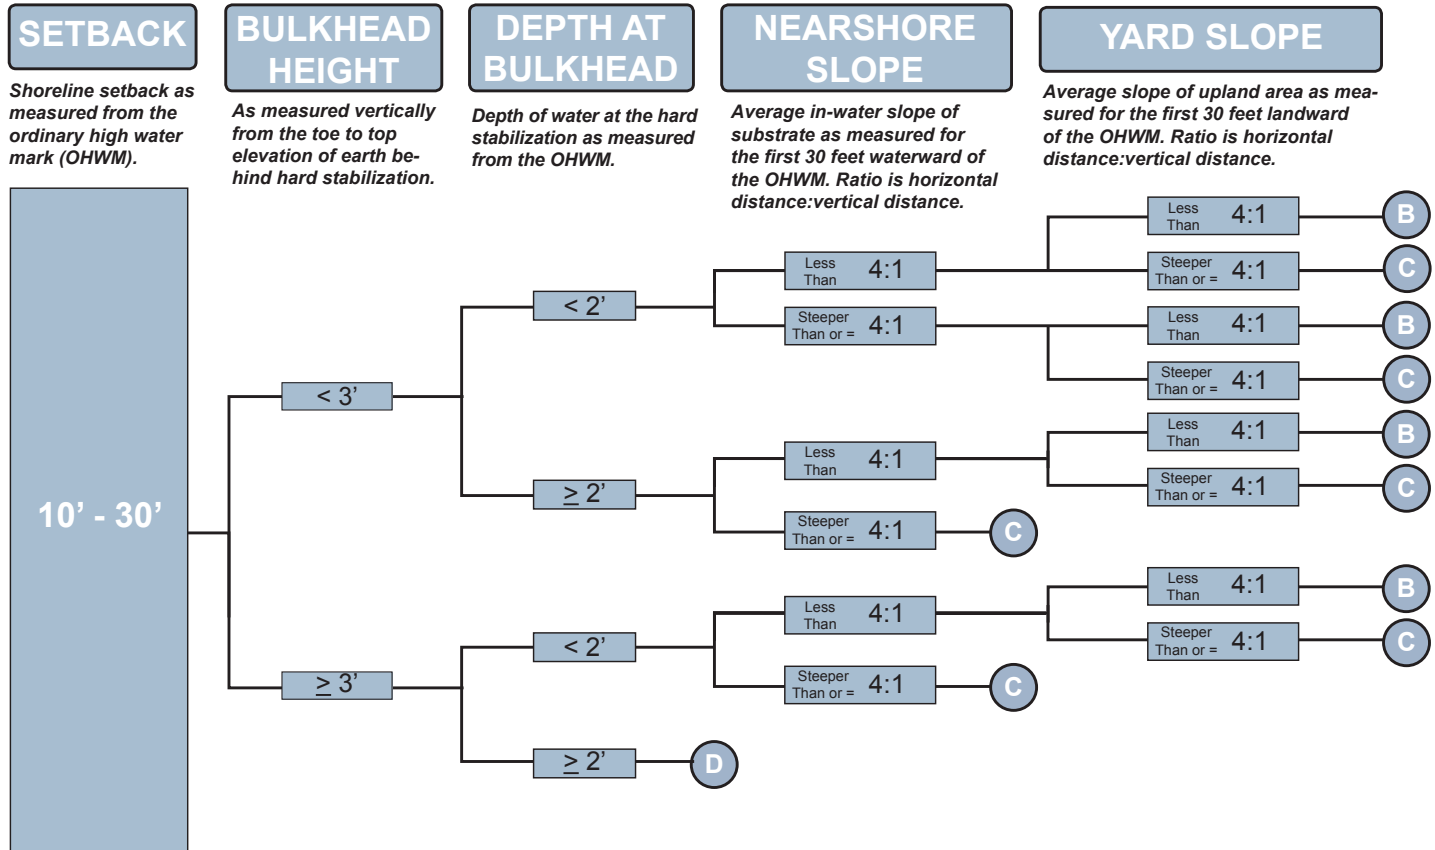 SETBACK
Shoreline setback as
measured from the
ordinary high water
mark (OHWM).
BULKHEAD
HEIGHT
As measured vertically
from the toe to top
elevation of earth be-
hind hard stabilization.
DEPTH AT
BULKHEAD
Depth of water at the hard
stabilization as measured
from the OHWM.
NEARSHORE
SLOPE
Average in-water slope of
substrate as measured for
the first 30 feet waterward of
the OHWM. Ratio is horizontal
distance:vertical distance.
YARD SLOPE
Average slope of upland area as mea-
sured for the first 30 feet landward
of the OHWM. Ratio is horizontal
distance:vertical distance.
10’ - 30’
< 3’
≥ 3’
< 2’
≥ 2’
< 2’
≥ 2’
D
Less
Than 4:1
Steeper
Than or = 4:1
Less
Than 4:1
Steeper
Than or = 4:1
C
Less
Than 4:1
Steeper
Than or = 4:1
C
Less
Than 4:1
B
Steeper
Than or = 4:1
C
Less
Than 4:1
B
Steeper
Than or = 4:1
C
Less
Than 4:1
B
Steeper
Than or = 4:1
C
Less
Than 4:1
B
Steeper
Than or = 4:1
C